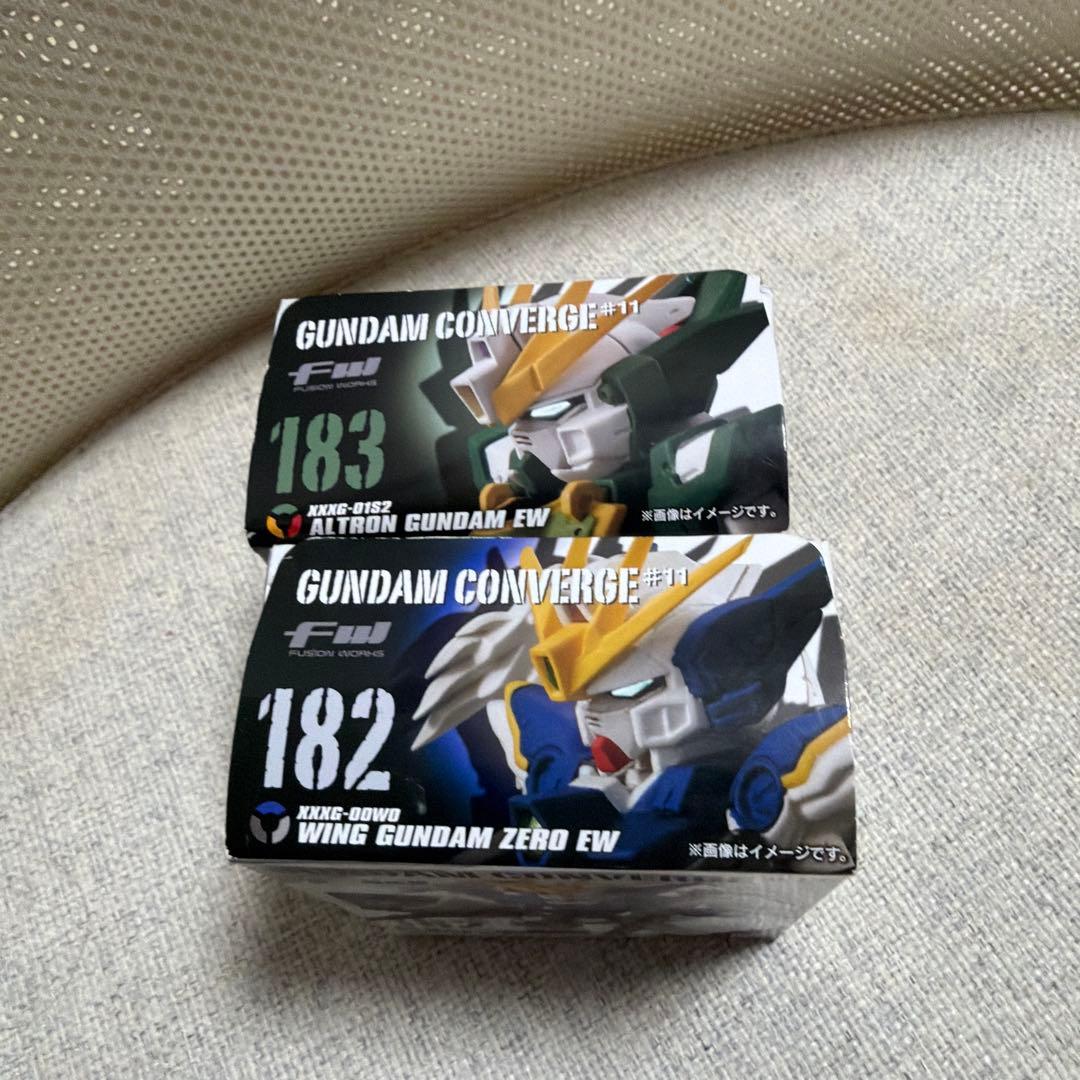 GUNDAM CONVERGE #11
FW
FUSION WORKS
183
XXXG-01S2
ALTRON GUNDAM EW
※画像はイメージです。
GUNDAM CONVERGE #11
FW
FUSION WORKS
182
XXXG-00W0
WING GUNDAM ZERO EW
※画像はイメージです。